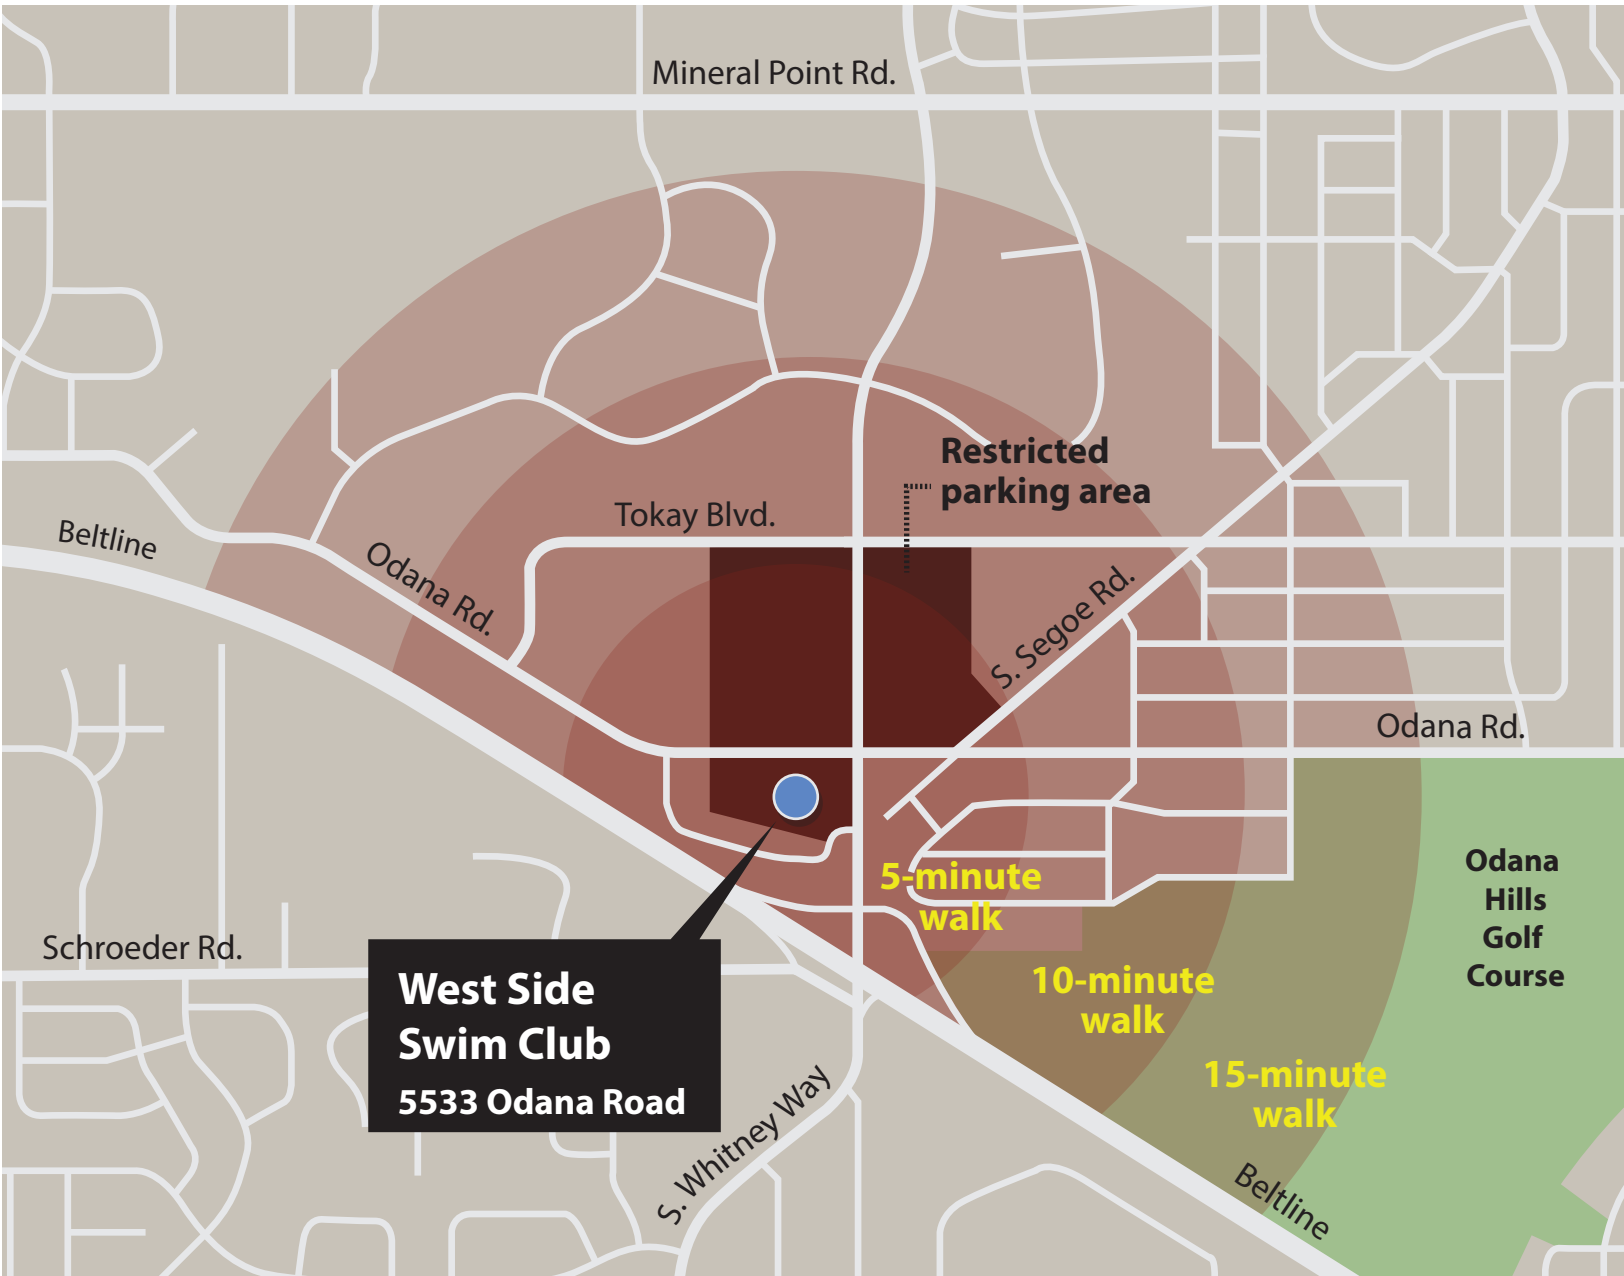 Mineral Point Rd.
Restricted
parking area
Tokay Blvd.
Beltline
Odana Rd.
S. Segoe Rd.
Odana Rd.
5-minute
walk
Odana
Hills
Golf
Course
Schroeder Rd.
West Side
Swim Club
5533 Odana Road
10-minute
walk
15-minute
walk
S. Whitney Way
Beltline